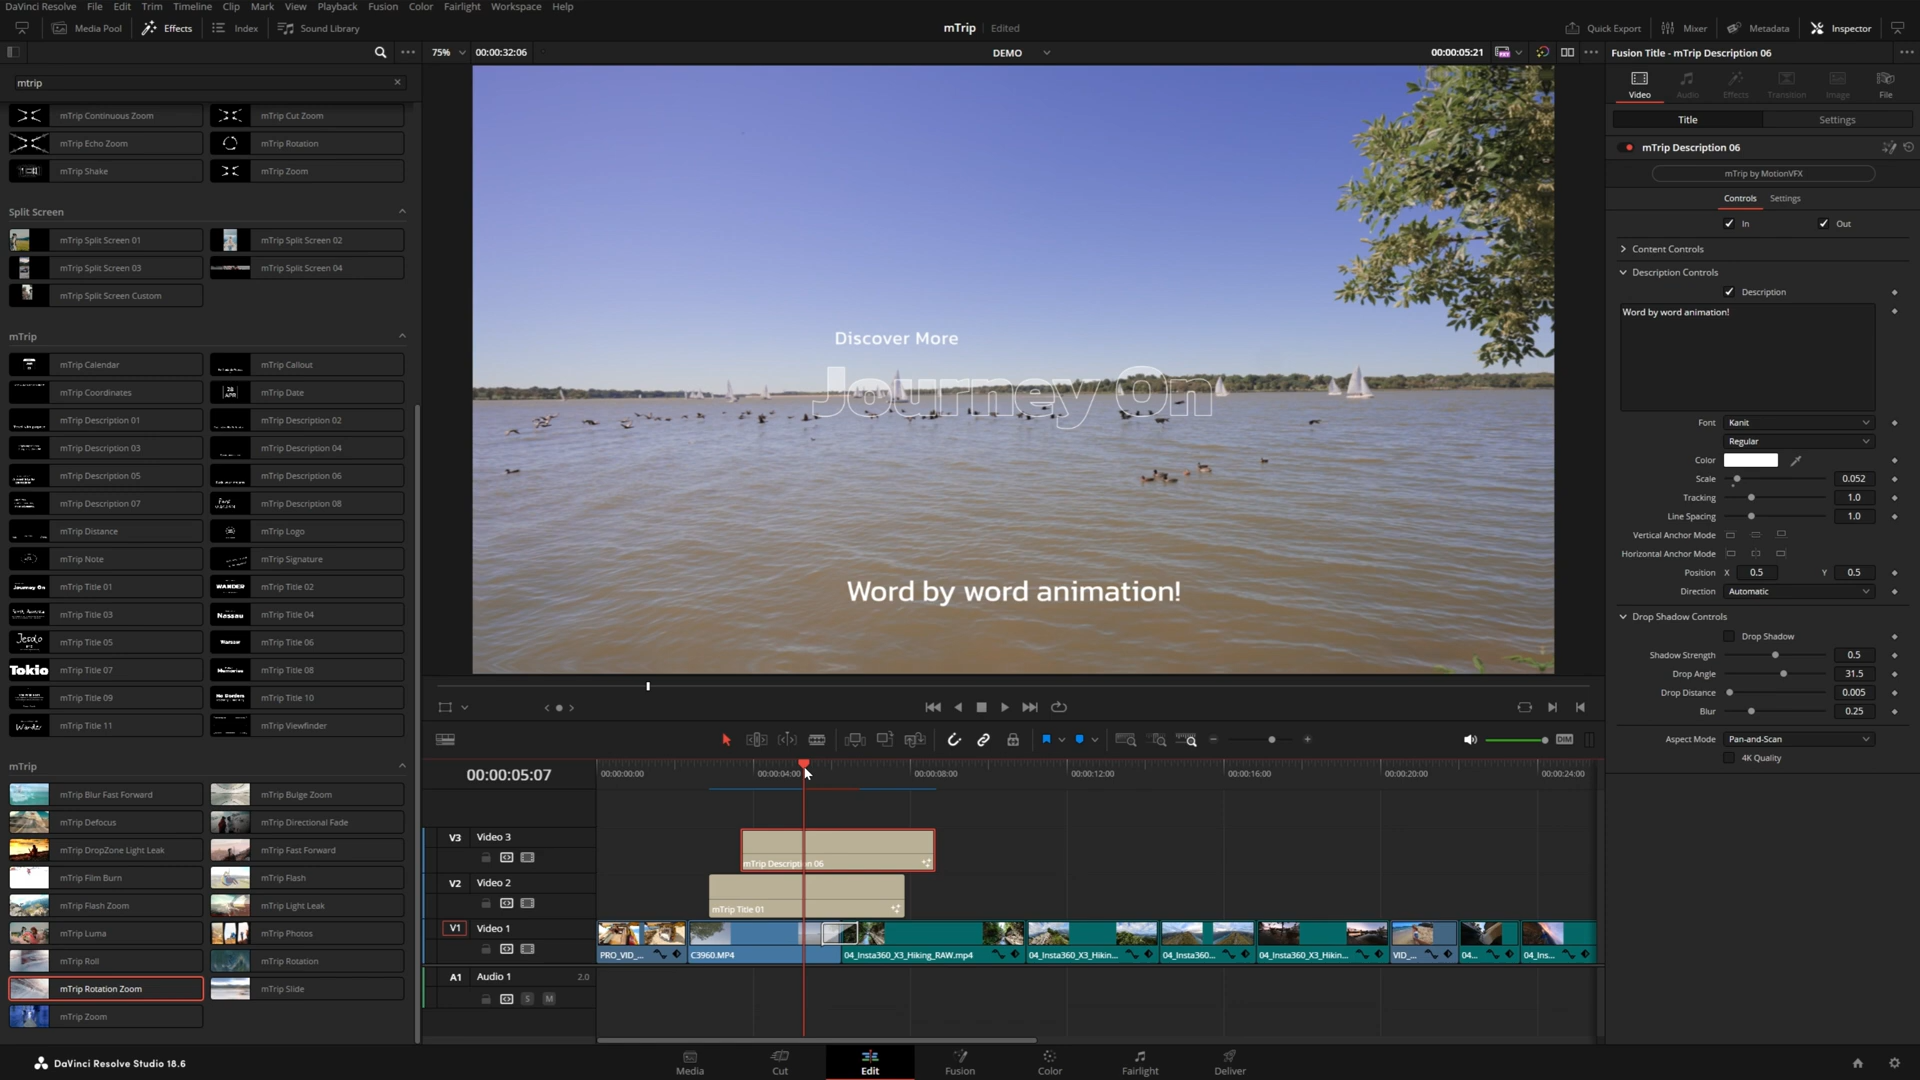 DaVinci Resolve File Edit Trim Timeline Clip Mark View Playback Fusion Color Fairlight Workspace Help
Media Pool Effects Index Sound Library
mTrip Edited
Quick Export Mixer Metadata Inspector
75% 00:00:32:06
DEMO
00:00:05:21
Fusion Title - mTrip Description 06
mtrip
mTrip Continuous Zoom mTrip Cut Zoom
mTrip Echo Zoom mTrip Rotation
mTrip Shake mTrip Zoom
Split Screen
mTrip Split Screen 01 mTrip Split Screen 02
mTrip Split Screen 03 mTrip Split Screen 04
mTrip Split Screen Custom
mTrip
mTrip Calendar mTrip Callout
mTrip Coordinates mTrip Date
28
APR
mTrip Description 01 mTrip Description 02
mTrip Description 03 mTrip Description 04
mTrip Description 05 mTrip Description 06
mTrip Description 07 mTrip Description 08
mTrip Distance mTrip Logo
mTrip Note mTrip Signature
Journey On mTrip Title 01 WANDER mTrip Title 02
mTrip Title 03 Nassau mTrip Title 04
Jesolo mTrip Title 05 Warsaw mTrip Title 06
Tokio mTrip Title 07 Memories mTrip Title 08
mTrip Title 09 No Borders mTrip Title 10
Wander mTrip Title 11 mTrip Viewfinder
mTrip
mTrip Blur Fast Forward mTrip Bulge Zoom
mTrip Defocus mTrip Directional Fade
mTrip DropZone Light Leak mTrip Fast Forward
mTrip Film Burn mTrip Flash
mTrip Flash Zoom mTrip Light Leak
mTrip Luma mTrip Photos
mTrip Roll mTrip Rotation
mTrip Rotation Zoom mTrip Slide
mTrip Zoom
Discover More
Journey On
Word by word animation!
Video Audio Effects Transition Image File
Title Settings
mTrip Description 06
mTrip by MotionVFX
Controls Settings
In Out
Content Controls
Description Controls
Description
Word by word animation!
Font Kanit
Regular
Color
Scale 0.052
Tracking 1.0
Line Spacing 1.0
Vertical Anchor Mode
Horizontal Anchor Mode
Position X 0.5 Y 0.5
Direction Automatic
Drop Shadow Controls
Drop Shadow
Shadow Strength 0.5
Drop Angle 31.5
Drop Distance 0.005
Blur 0.25
Aspect Mode Pan-and-Scan
4K Quality
DIM
00:00:05:07
00:00:00:00 00:00:04:00 00:00:08:00 00:00:12:00 00:00:16:00 00:00:20:00 00:00:24:00
V3 Video 3
mTrip Description 06
V2 Video 2
mTrip Title 01
V1 Video 1
PRO_VID_... C3960.MP4 04_Insta360_X3_Hiking_RAW.mp4 04_Insta360_X3_Hikin... 04_Insta360... 04_Insta360_X3_Hikin... VID_... 04... 04_Ins...
A1 Audio 1 2.0
S M
DaVinci Resolve Studio 18.6
Media Cut Edit Fusion Color Fairlight Deliver